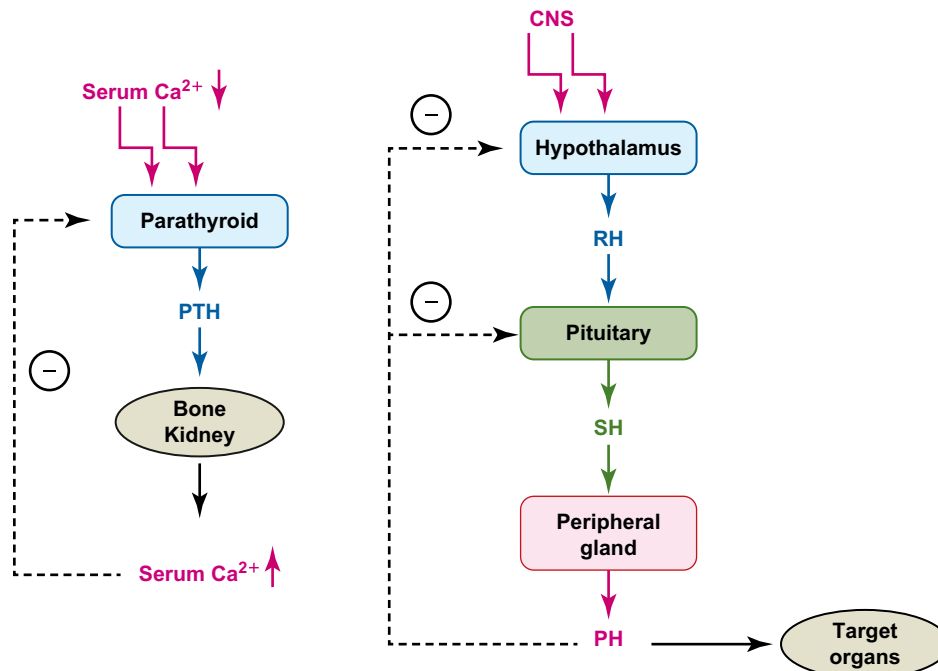 Serum Ca²⁺
Parathyroid
PTH
Bone
Kidney
Serum Ca²⁺
−
CNS
Hypothalamus
−
RH
Pituitary
−
SH
Peripheral
gland
PH
Target
organs